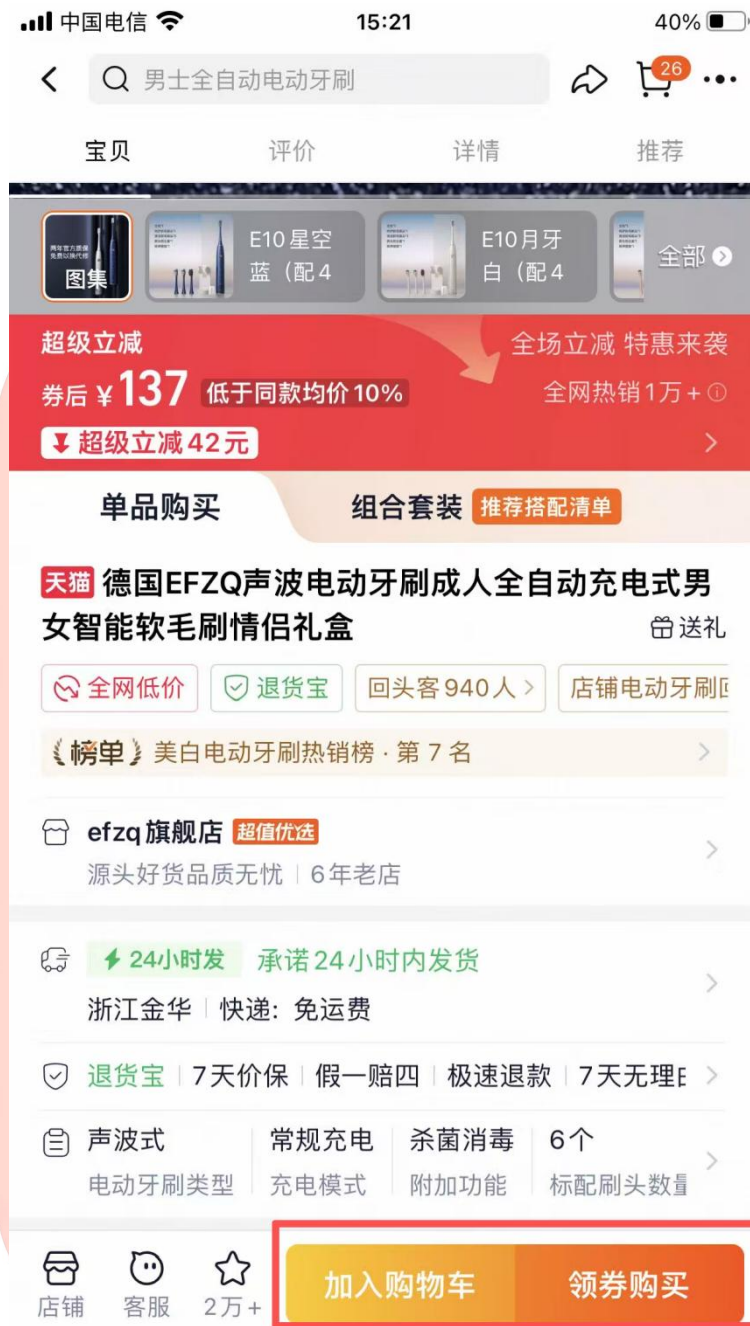 中国电信 15:21 40%
男士全自动电动牙刷 26
宝贝 评价 详情 推荐
图集
E10星空
蓝（配4
E10月牙
白（配4
全部
超级立减 全场立减 特惠来袭
券后¥137 低于同款均价10% 全网热销1万+
超级立减42元
单品购买 组合套装 推荐搭配清单
天猫 德国EFZQ声波电动牙刷成人全自动充电式男
女智能软毛刷情侣礼盒 送礼
全网低价 退货宝 回头客940人 店铺电动牙刷回
榜单 美白电动牙刷热销榜·第7名
efzq旗舰店 超值优选
源头好货品质无忧 6年老店
24小时发 承诺24小时内发货
浙江金华 快递: 免运费
退货宝 7天价保 假一赔四 极速退款 7天无理
声波式 常规充电 杀菌消毒 6个
电动牙刷类型 充电模式 附加功能 标配刷头数量
店铺 客服 2万+ 加入购物车 领券购买